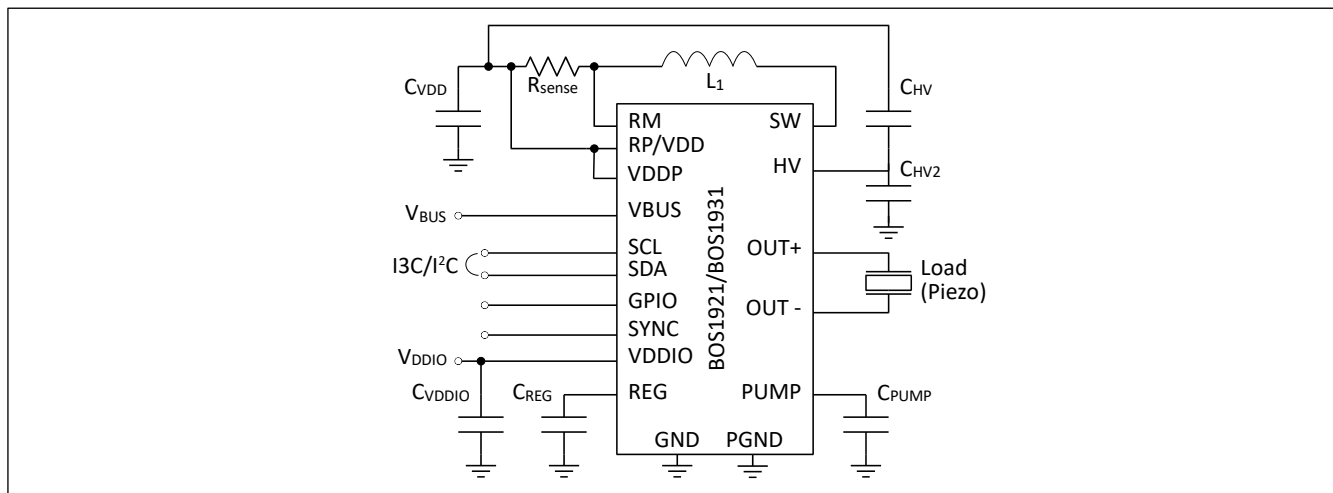 CVDD
Rsense
L1
CHV
RM
SW
RP/VDD
HV
CHV2
VDDP
VBUS
VBUS
SCL
OUT+
I3C/I²C
SDA
Load
(Piezo)
GPIO
OUT -
SYNC
VDDIO
VDDIO
BOS1921/BOS1931
CVDDIO
CREG
REG
PUMP
CPUMP
GND
PGND